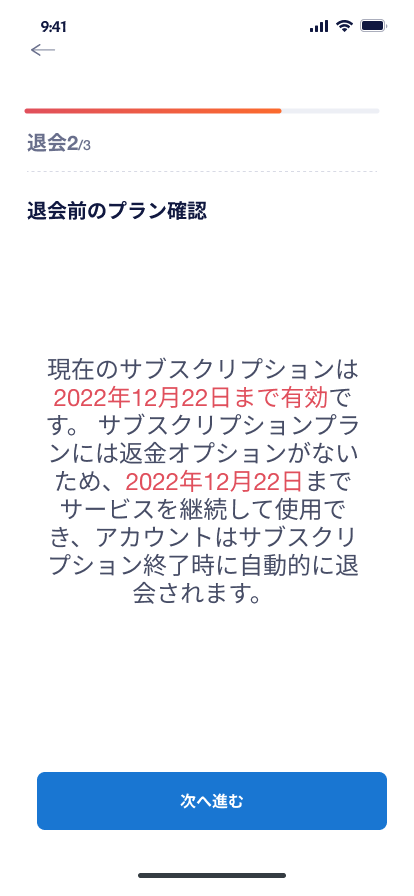 9:41
退会2/3
退会前のプラン確認
現在のサブスクリプションは
2022年12月22日まで有効で
す。 サブスクリプションプラ
ンには返金オプションがない
ため、2022年12月22日まで
サービスを継続して使用で
き、アカウントはサブスクリ
プション終了時に自動的に退
会されます。
次へ進む